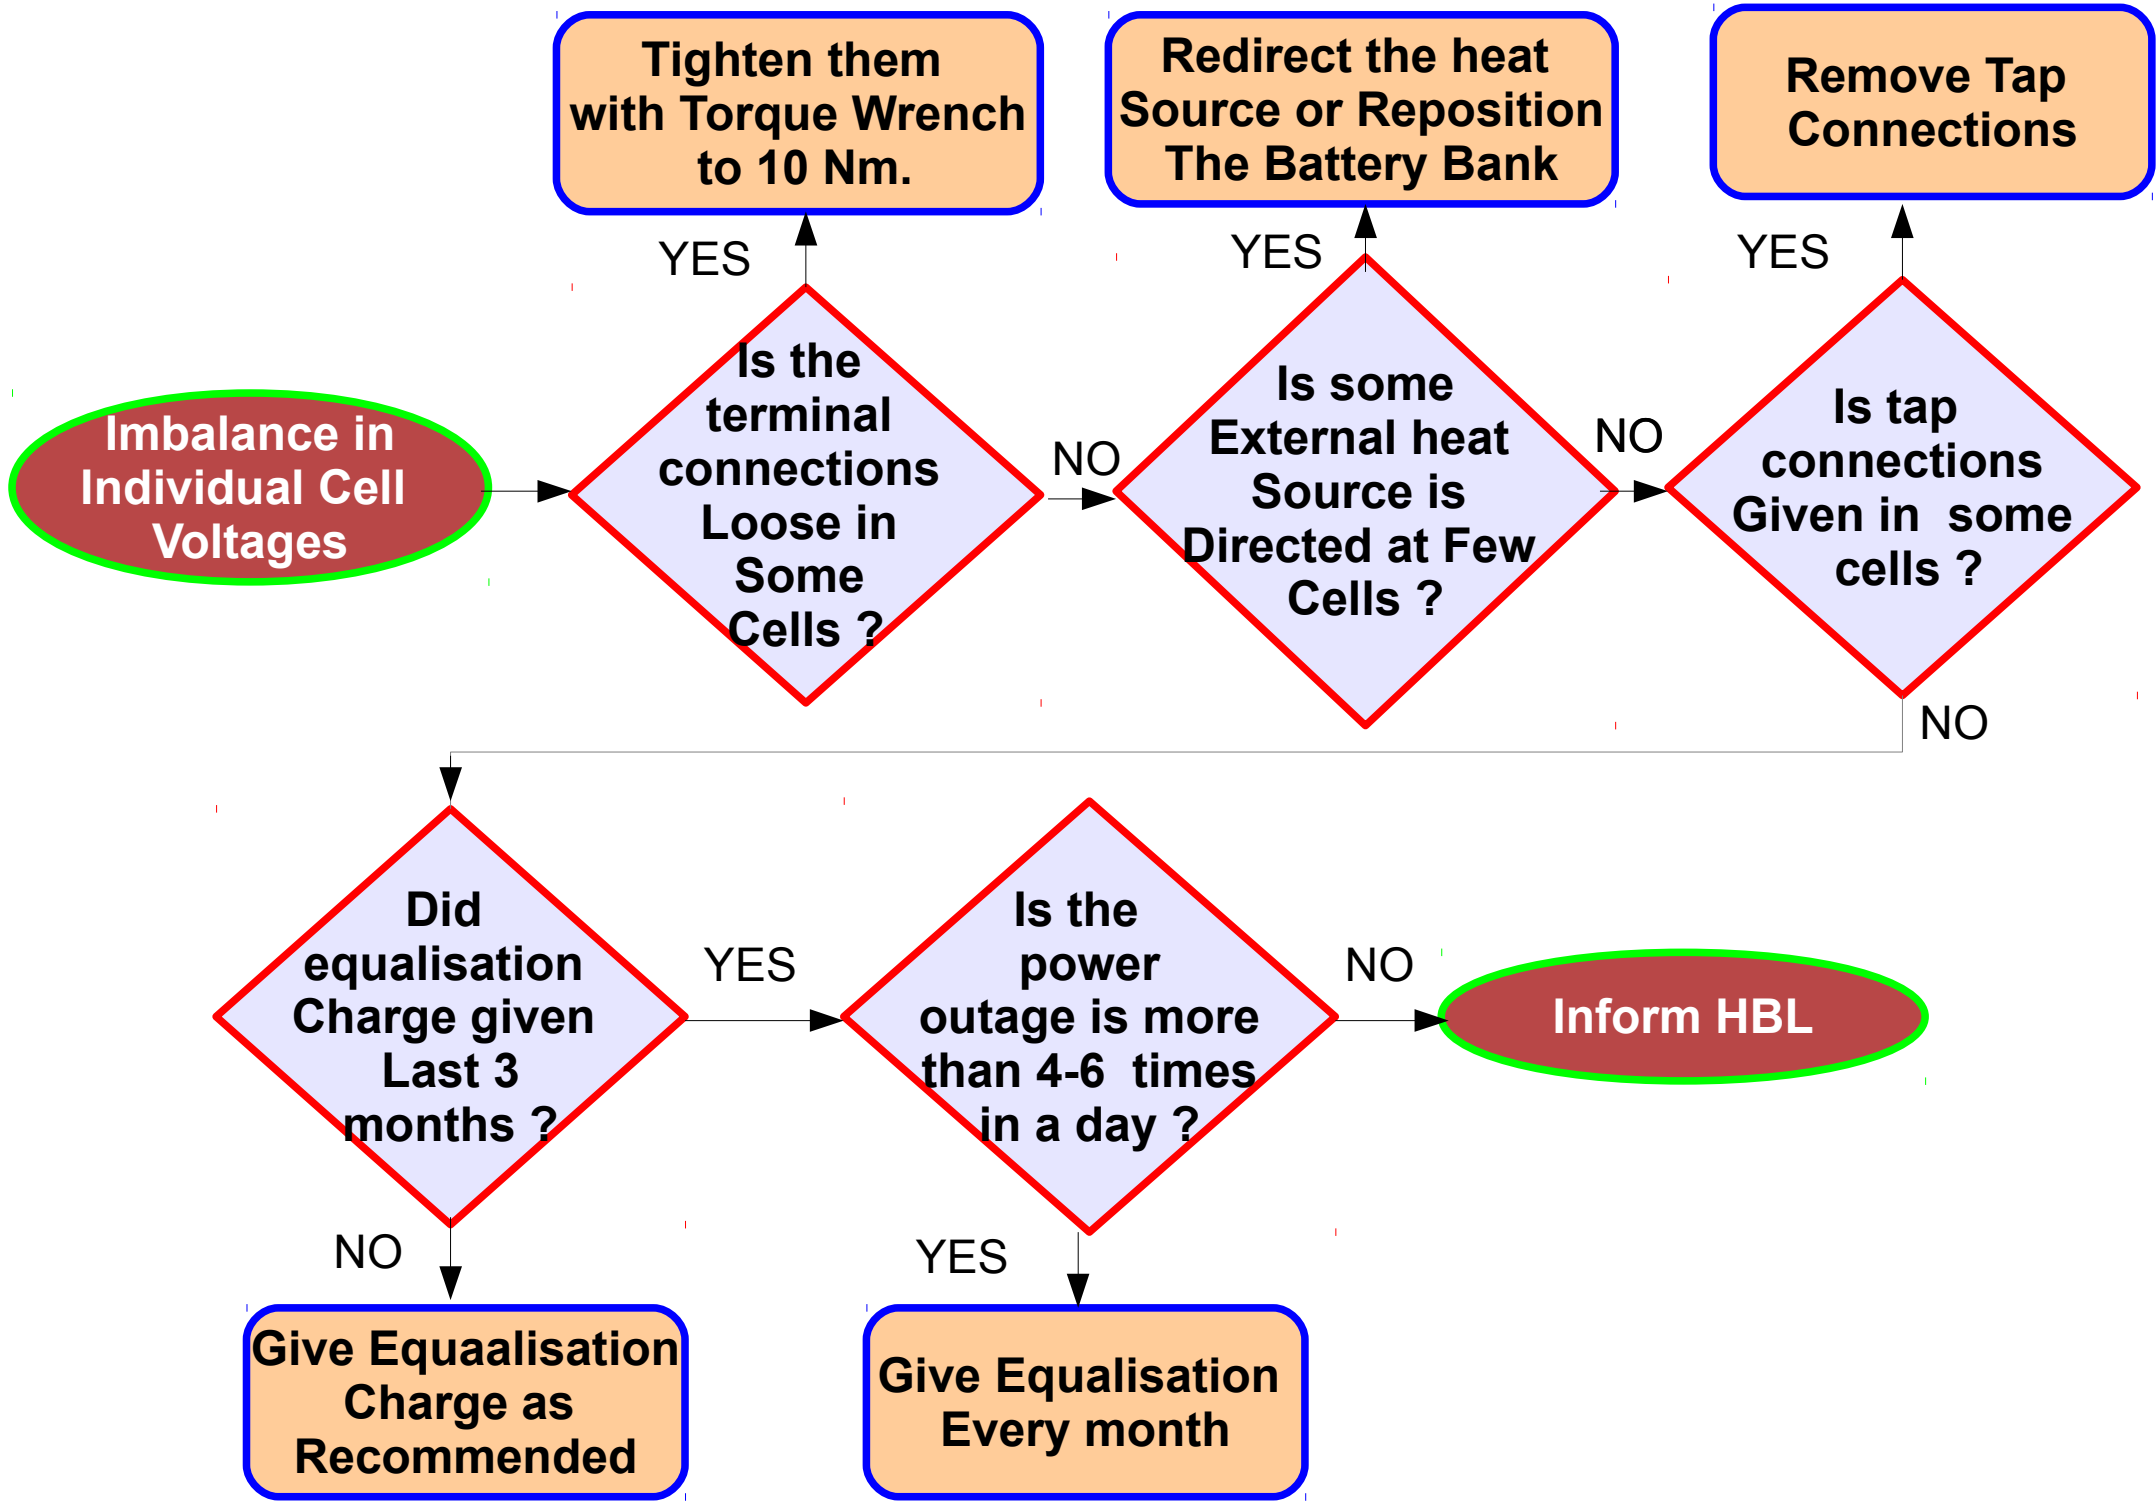 Tighten them
with Torque Wrench
to 10 Nm.
Redirect the heat
Source or Reposition
The Battery Bank
Remove Tap
Connections
YES
YES
YES
Imbalance in
Individual Cell
Voltages
Is the
terminal
connections
Loose in
Some
Cells ?
NO
Is some
External heat
Source is
Directed at Few
Cells ?
NO
Is tap
connections
Given in some
cells ?
NO
Did
equalisation
Charge given
Last 3
months ?
YES
Is the
power
outage is more
than 4-6 times
in a day ?
NO
Inform HBL
NO
YES
Give Equaalisation
Charge as
Recommended
Give Equalisation
Every month